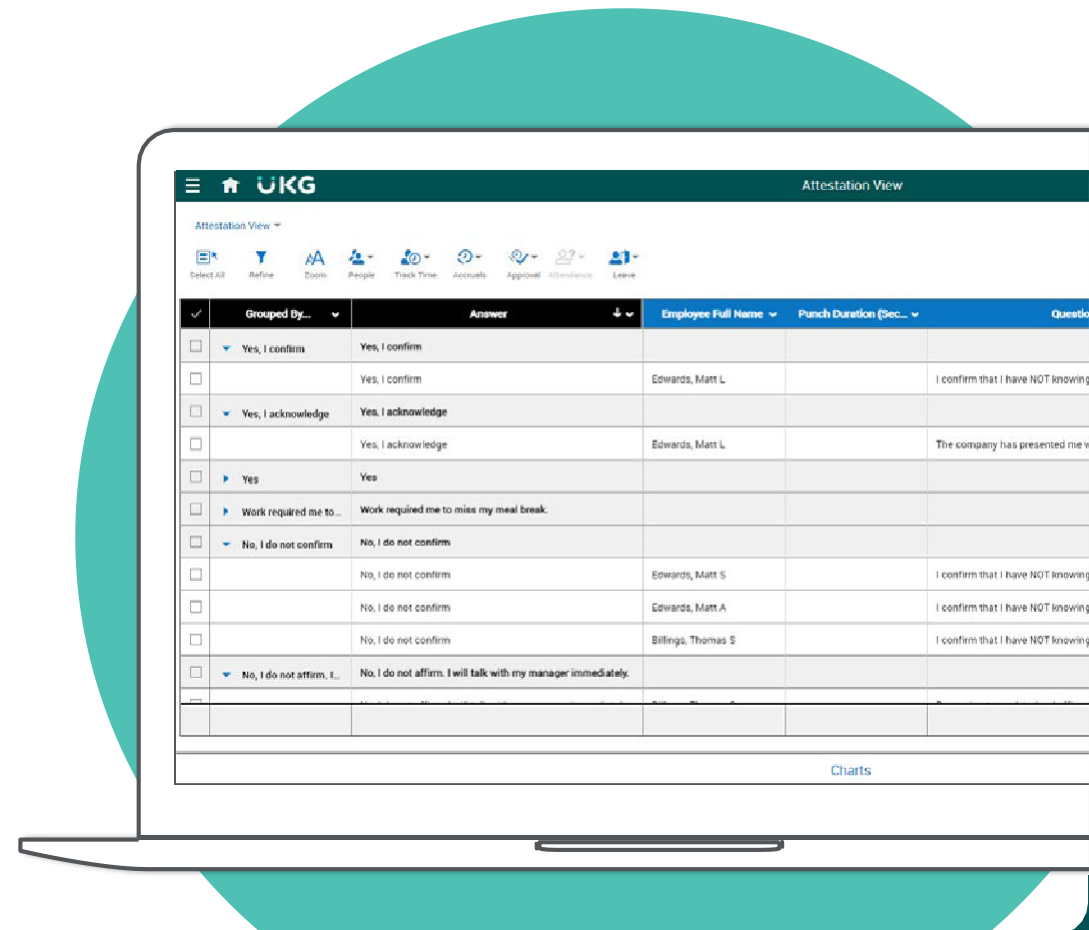 UKG
Attestation View
Attestation View
Select All Refine Zoom People Track Time Accruals Approval Attendance Leave
Grouped By... Answer Employee Full Name Punch Duration (Sec... Questio
Yes, I confirm Yes, I confirm
Yes, I confirm Edwards, Matt L I confirm that I have NOT knowing
Yes, I acknowledge Yes, I acknowledge
Yes, I acknowledge Edwards, Matt L The company has presented me w
Yes Yes
Work required me to... Work required me to miss my meal break.
No, I do not confirm No, I do not confirm
No, I do not confirm Edwards, Matt S I confirm that I have NOT knowing
No, I do not confirm Edwards, Matt A I confirm that I have NOT knowing
No, I do not confirm Billings, Thomas S I confirm that I have NOT knowing
No, I do not affirm. I... No, I do not affirm. I will talk with my manager immediately.
Charts